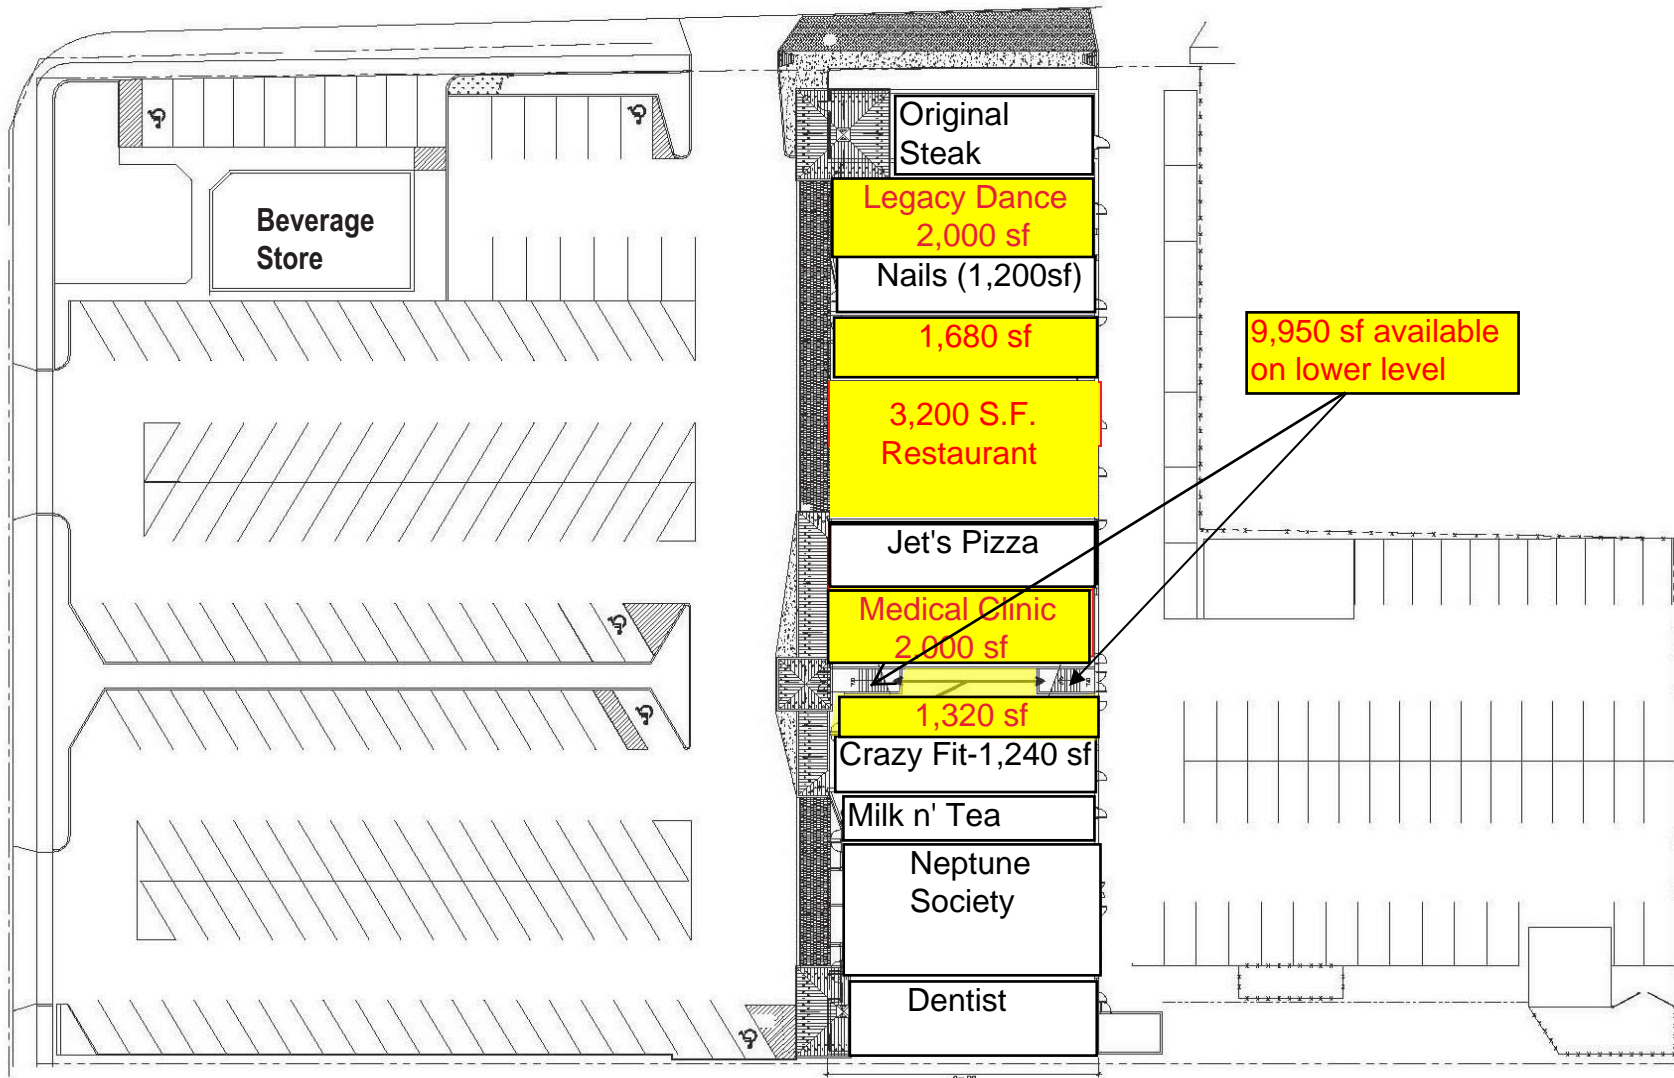 Original
Steak
Legacy Dance
2,000 sf
Beverage
Store
Nails (1,200sf)
1,680 sf
9,950 sf available
on lower level
3,200 S.F.
Restaurant
Jet's Pizza
Medical Clinic
2,000 sf
1,320 sf
Crazy Fit-1,240 sf
Milk n' Tea
Neptune
Society
Dentist